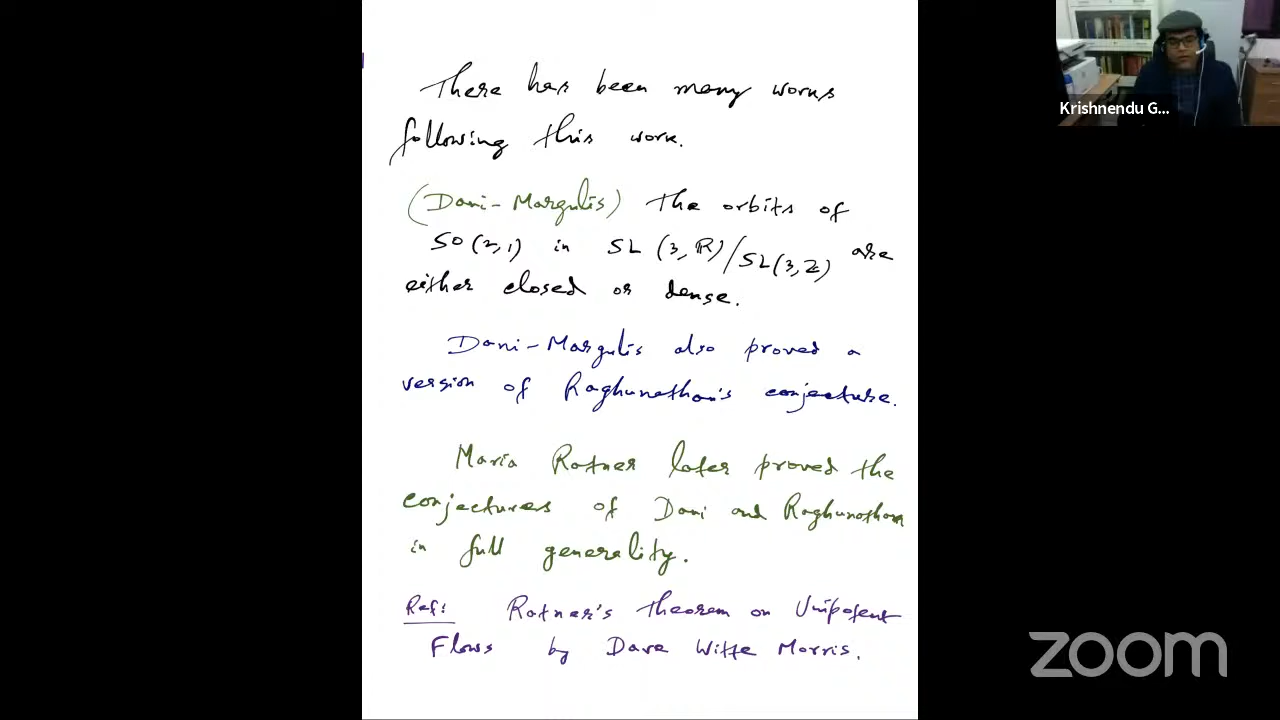 There has been many works
following this work.
(Dani-Margulis) The orbits of
SO(2,1) in SL(3,ℝ)/SL(3,ℤ) are
either closed or dense.
Dani-Margulis also proved a
version of Raghunathan's conjecture.
Maria Ratner later proved the
conjectures of Dani and Raghunathan
in full generality.
Ref: Ratner's Theorem on Unipotent
Flows by Dave Witte Morris.
Krishnendu G...
zoom